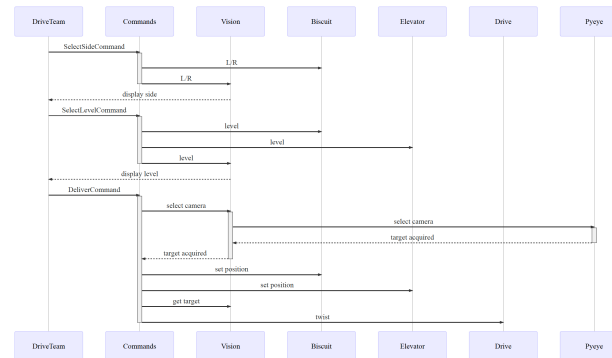 DriveTeam Commands Vision Biscuit Elevator Drive Pyeye
SelectSideCommand
L/R
L/R
display side
SelectLevelCommand
level
level
level
display level
DeliverCommand
select camera
select camera
target acquired
target acquired
set position
set position
get target
twist
DriveTeam Commands Vision Biscuit Elevator Drive Pyeye